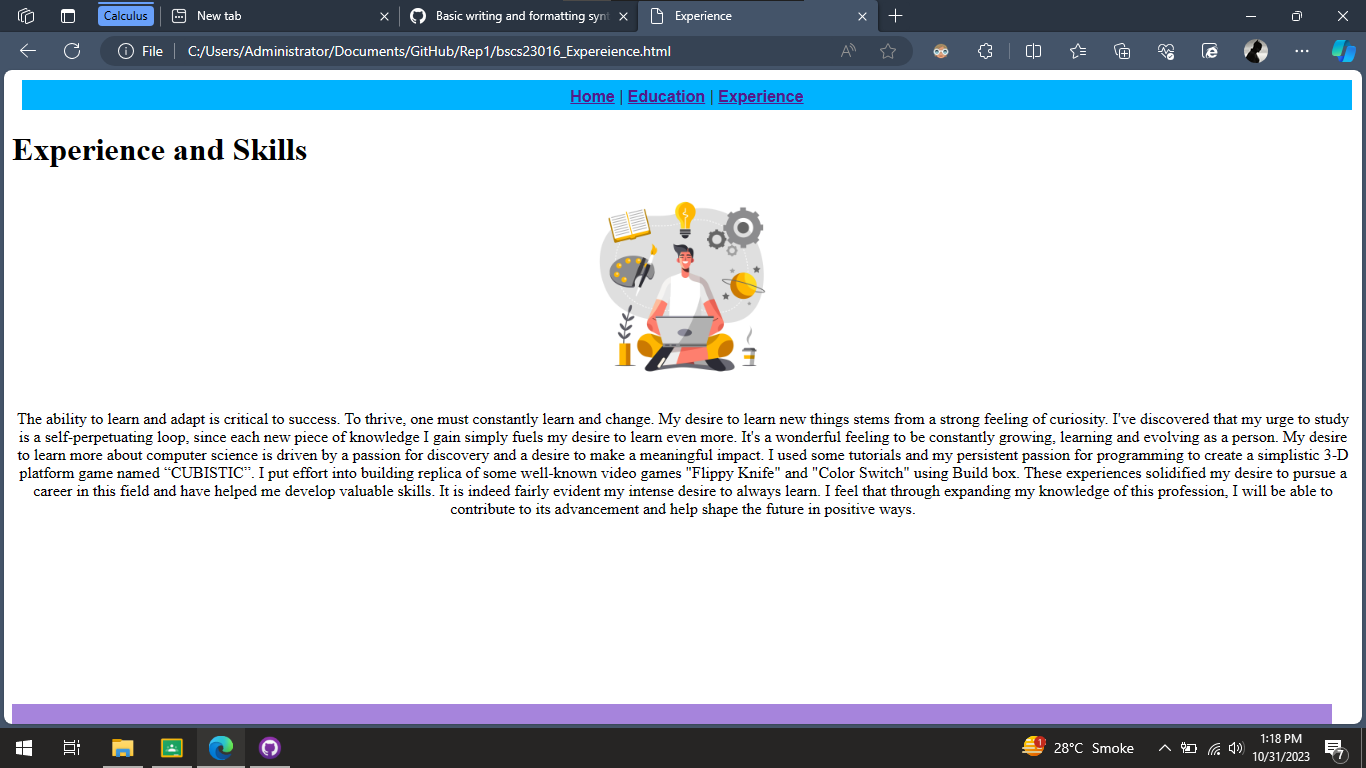 Calculus
New tab
Basic writing and formatting synt
Experience
File
C:/Users/Administrator/Documents/GitHub/Rep1/bscs23016_Expereience.html
Home | Education | Experience
Experience and Skills
The ability to learn and adapt is critical to success. To thrive, one must constantly learn and change. My desire to learn new things stems from a strong feeling of curiosity. I've discovered that my urge to study
is a self-perpetuating loop, since each new piece of knowledge I gain simply fuels my desire to learn even more. It's a wonderful feeling to be constantly growing, learning and evolving as a person. My desire
to learn more about computer science is driven by a passion for discovery and a desire to make a meaningful impact. I used some tutorials and my persistent passion for programming to create a simplistic 3-D
platform game named “CUBISTIC”. I put effort into building replica of some well-known video games "Flippy Knife" and "Color Switch" using Build box. These experiences solidified my desire to pursue a
career in this field and have helped me develop valuable skills. It is indeed fairly evident my intense desire to always learn. I feel that through expanding my knowledge of this profession, I will be able to
contribute to its advancement and help shape the future in positive ways.
1
28°C Smoke
1:18 PM
10/31/2023
7